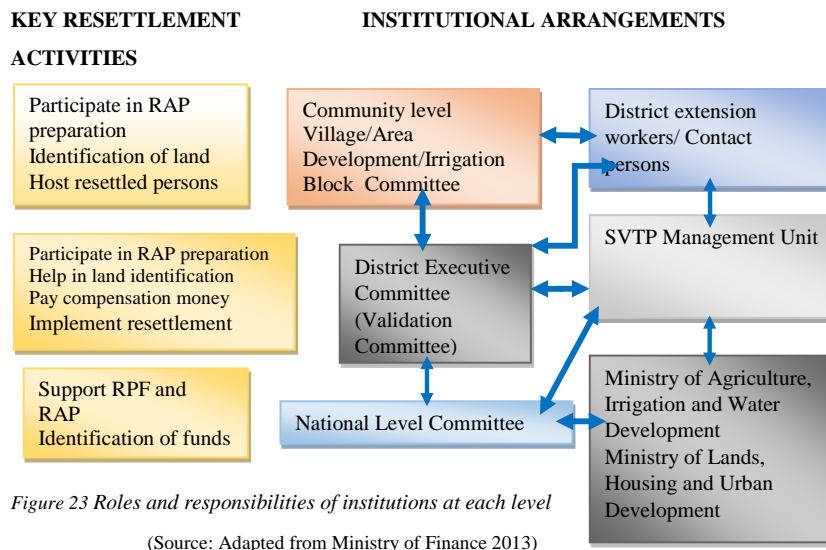 KEY RESETTLEMENT
ACTIVITIES
INSTITUTIONAL ARRANGEMENTS
Participate in RAP
preparation
Identification of land
Host resettled persons
Community level
Village/Area
Development/Irrigation
Block Committee
District extension
workers/ Contact
persons
Participate in RAP preparation
Help in land identification
Pay compensation money
Implement resettlement
District Executive
Committee
(Validation
Committee)
SVTP Management Unit
Support RPF and
RAP
Identification of funds
National Level Committee
Ministry of Agriculture,
Irrigation and Water
Development
Ministry of Lands,
Housing and Urban
Development
Figure 23 Roles and responsibilities of institutions at each level
(Source: Adapted from Ministry of Finance 2013)